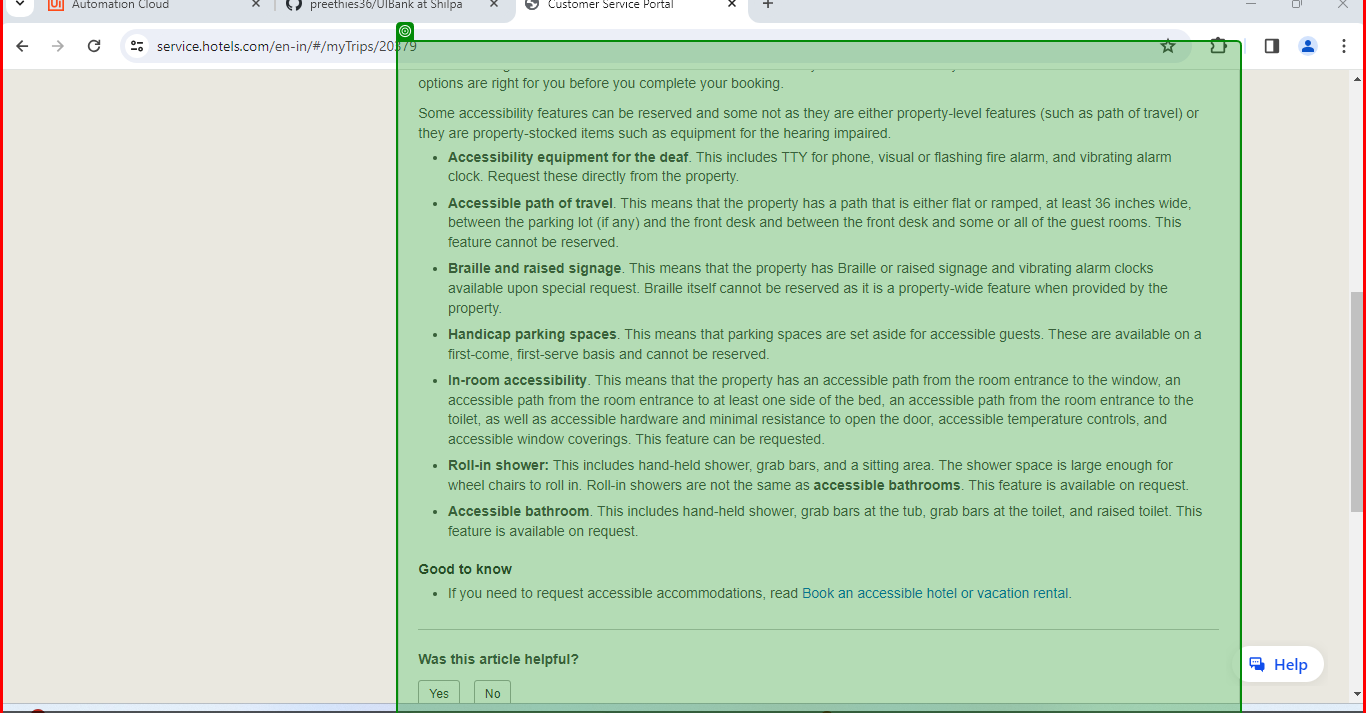 Automation Cloud
preethies36/UIBank at Shilpa
Customer Service Portal
service.hotels.com/en-in/#/myTrips/20379
options are right for you before you complete your booking.
Some accessibility features can be reserved and some not as they are either property-level features (such as path of travel) or
they are property-stocked items such as equipment for the hearing impaired.
• Accessibility equipment for the deaf. This includes TTY for phone, visual or flashing fire alarm, and vibrating alarm
clock. Request these directly from the property.
• Accessible path of travel. This means that the property has a path that is either flat or ramped, at least 36 inches wide,
between the parking lot (if any) and the front desk and between the front desk and some or all of the guest rooms. This
feature cannot be reserved.
• Braille and raised signage. This means that the property has Braille or raised signage and vibrating alarm clocks
available upon special request. Braille itself cannot be reserved as it is a property-wide feature when provided by the
property.
• Handicap parking spaces. This means that parking spaces are set aside for accessible guests. These are available on a
first-come, first-serve basis and cannot be reserved.
• In-room accessibility. This means that the property has an accessible path from the room entrance to the window, an
accessible path from the room entrance to at least one side of the bed, an accessible path from the room entrance to the
toilet, as well as accessible hardware and minimal resistance to open the door, accessible temperature controls, and
accessible window coverings. This feature can be requested.
• Roll-in shower: This includes hand-held shower, grab bars, and a sitting area. The shower space is large enough for
wheel chairs to roll in. Roll-in showers are not the same as accessible bathrooms. This feature is available on request.
• Accessible bathroom. This includes hand-held shower, grab bars at the tub, grab bars at the toilet, and raised toilet. This
feature is available on request.
Good to know
• If you need to request accessible accommodations, read Book an accessible hotel or vacation rental.
Was this article helpful?
Yes No
Help